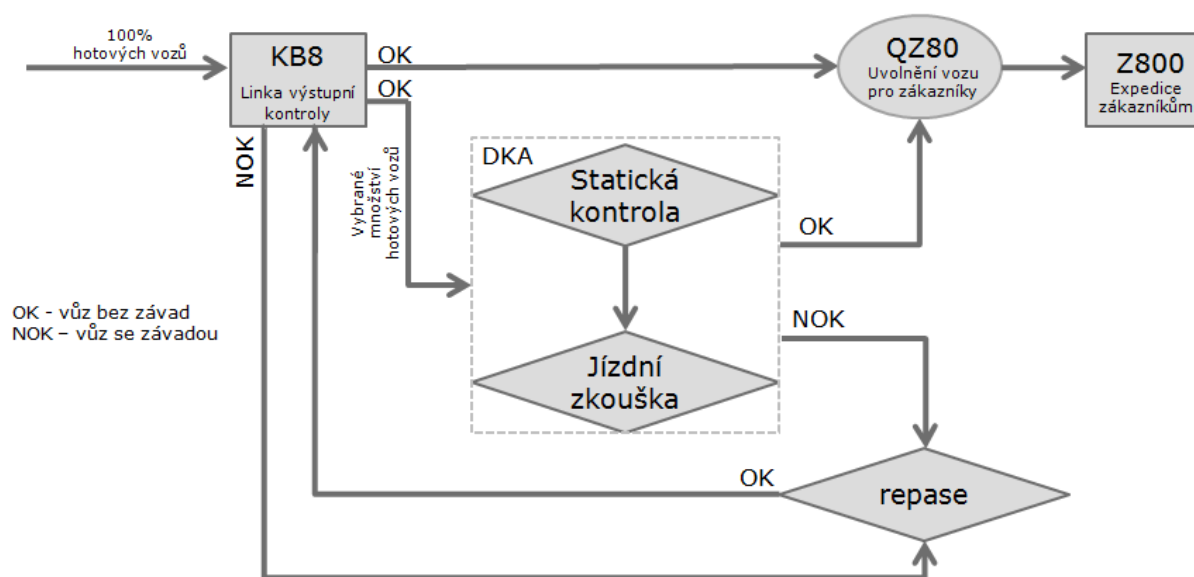 100%
hotových vozů
KB8
Linka výstupní
kontroly
OK
OK
QZ80
Uvolnění vozu
pro zákazníky
Z800
Expedice
zákazníkům
NOK
Vybrané
množství
hotových vozů
DKA
Statická
kontrola
OK
OK - vůz bez závad
NOK – vůz se závadou
NOK
Jízdní
zkouška
OK
repase